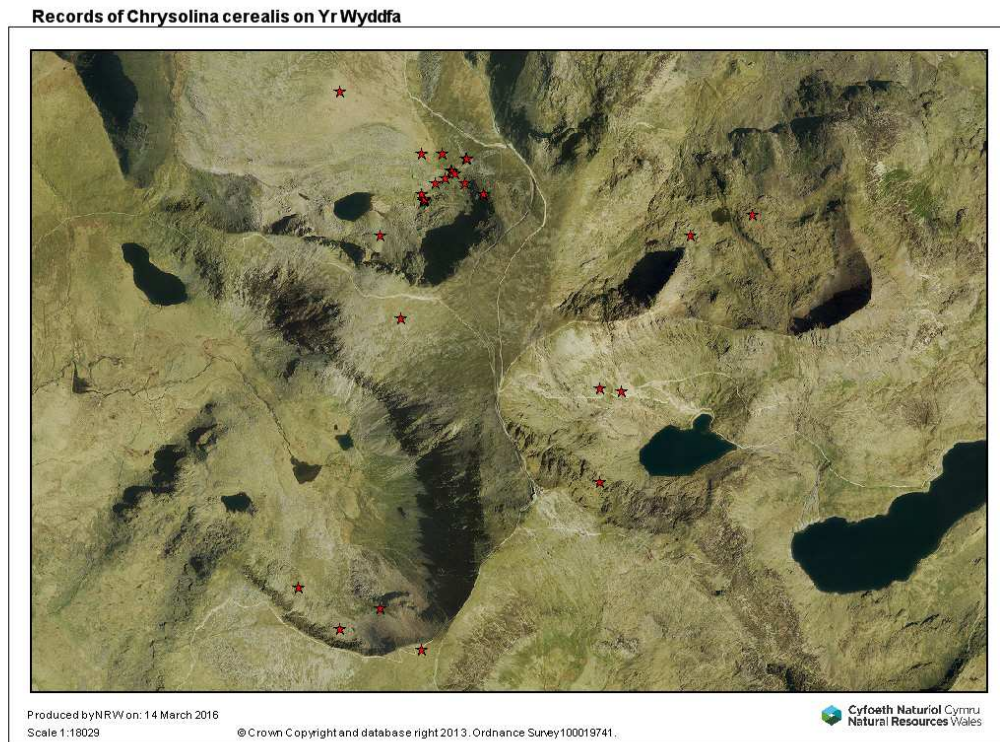 Records of Chrysolina cerealis on Yr Wyddfa
Produced by NRW on: 14 March 2016
Scale 1:18029
© Crown Copyright and database right 2013. Ordnance Survey 100019741.
Cyfoeth Naturiol Cymru
Natural Resources Wales